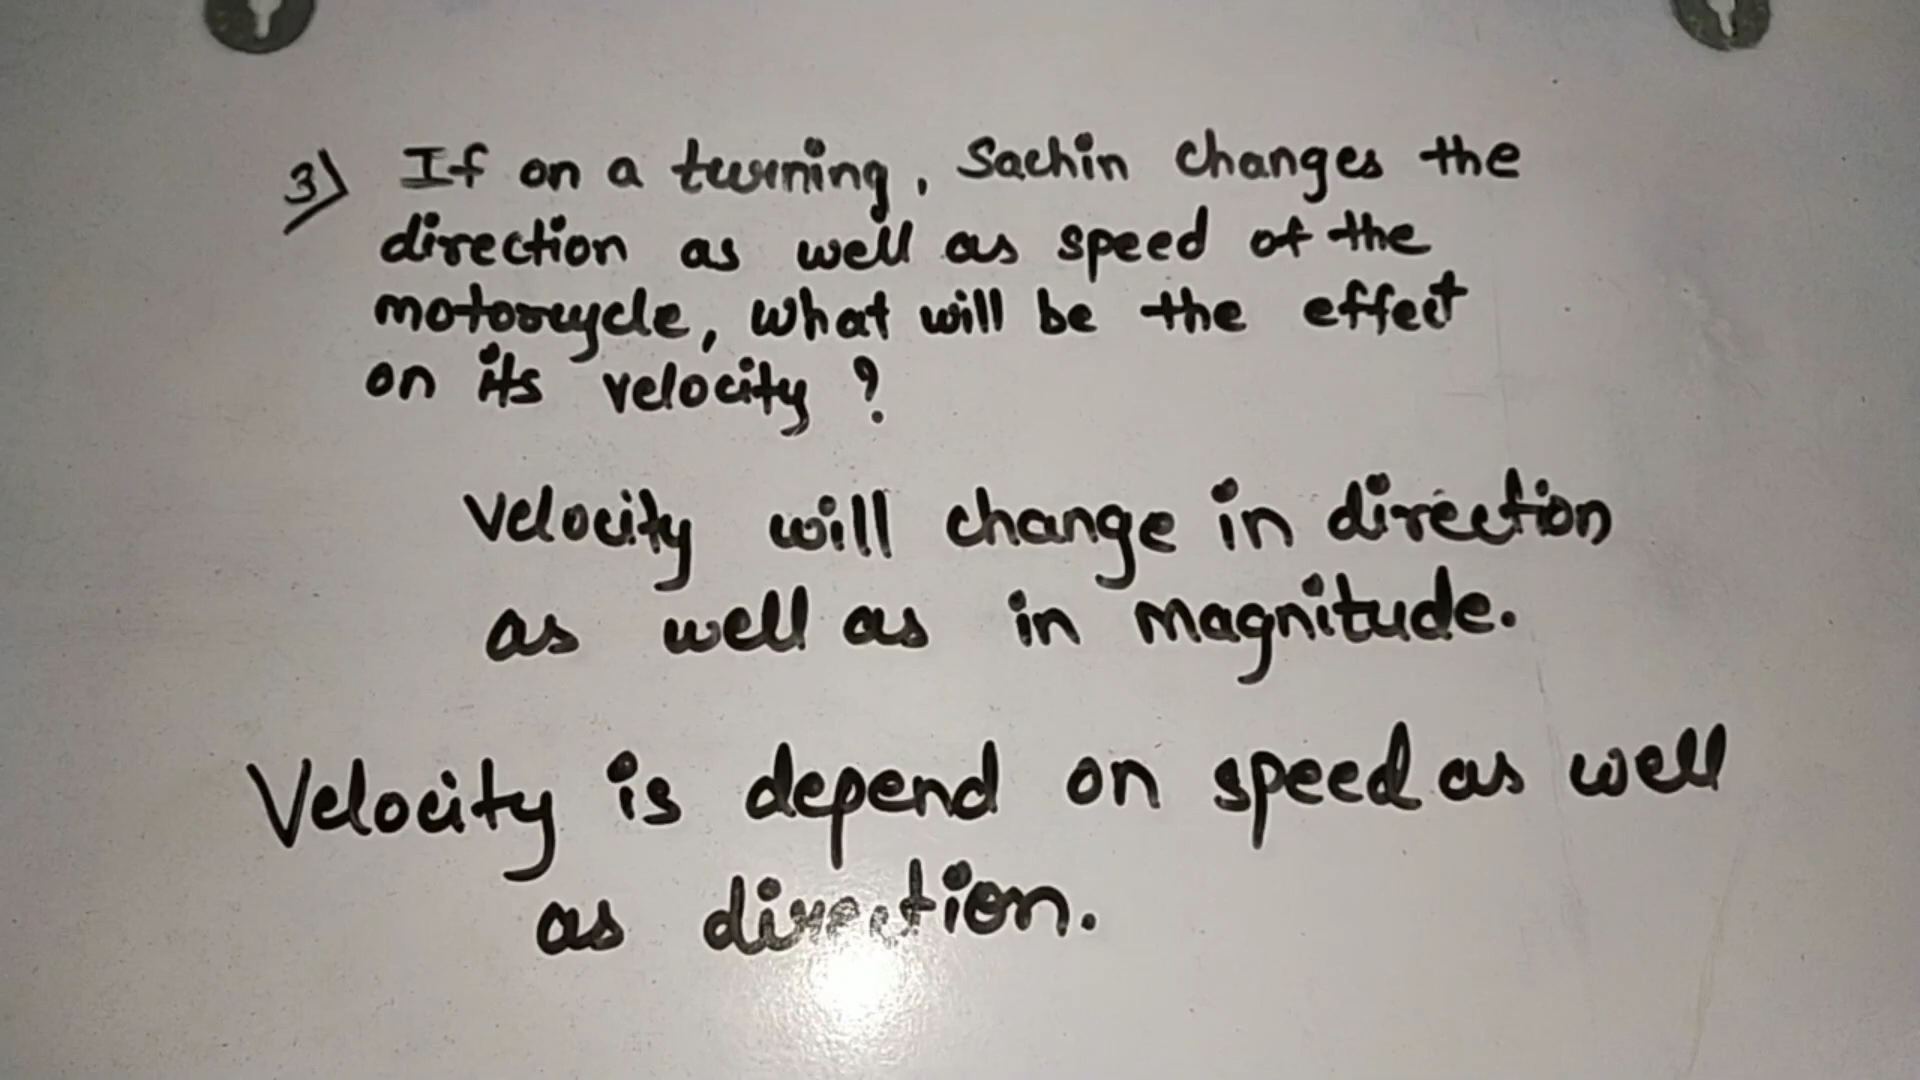 3) If on a turning, Sachin changes the
direction as well as speed of the
motorcycle, what will be the effect
on its velocity ?
Velocity will change in direction
as well as in magnitude.
Velocity is depend on speed as well
as direction.